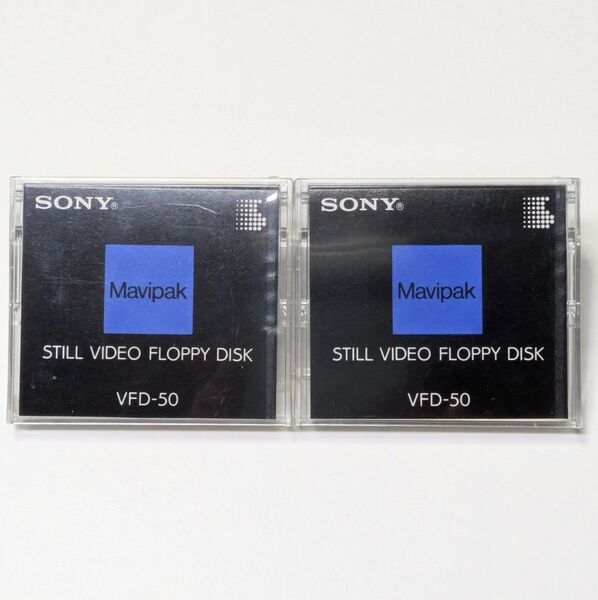 SONY®
Mavipak
STILL VIDEO FLOPPY DISK
VFD-50
SONY®
Mavipak
STILL VIDEO FLOPPY DISK
VFD-50